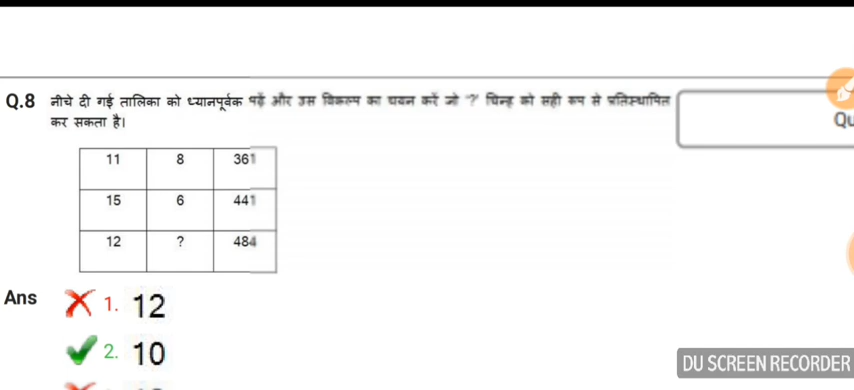 Q.8 नीचे दी गई तालिका को ध्यानपूर्वक पढ़ें और उस विकल्प का चयन करें जो '?' चिन्ह को सही रूप से प्रतिस्थापित
कर सकता है।
Qu
11 8 361
15 6 441
12 ? 484
Ans 1. 12
2. 10
DU SCREEN RECORDER